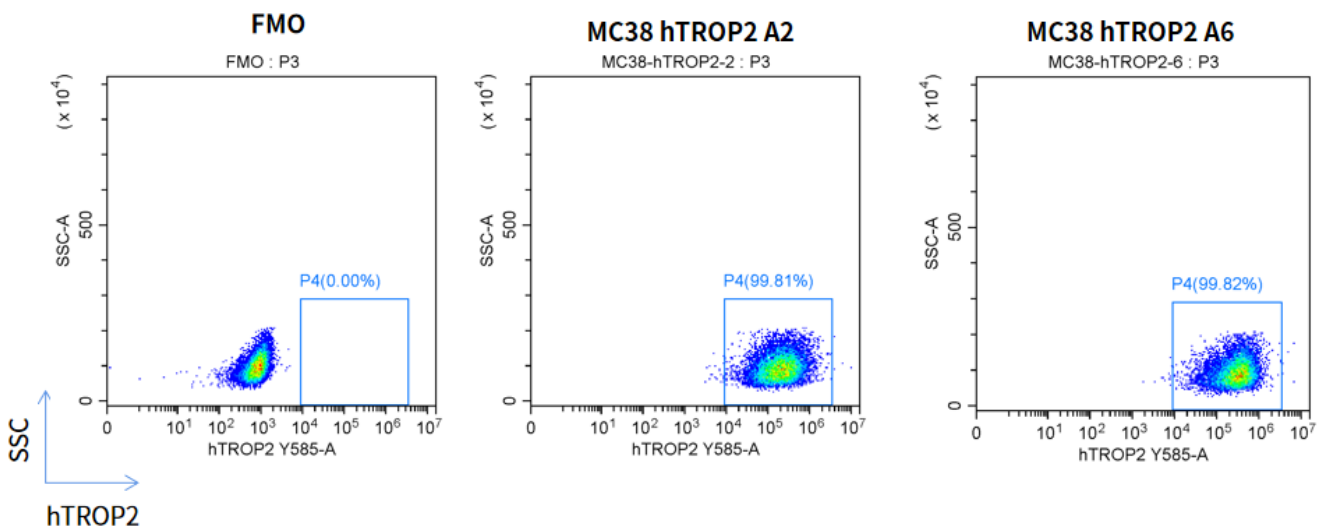 FMO
FMO : P3
(x 10⁴)
SSC-A
500
0
P4(0.00%)
0 10¹ 10² 10³ 10⁴ 10⁵ 10⁶ 10⁷
hTROP2 Y585-A
MC38 hTROP2 A2
MC38-hTROP2-2 : P3
(x 10⁴)
SSC-A
500
0
P4(99.81%)
0 10¹ 10² 10³ 10⁴ 10⁵ 10⁶ 10⁷
hTROP2 Y585-A
MC38 hTROP2 A6
MC38-hTROP2-6 : P3
(x 10⁴)
SSC-A
500
0
P4(99.82%)
0 10¹ 10² 10³ 10⁴ 10⁵ 10⁶ 10⁷
hTROP2 Y585-A
SSC
hTROP2